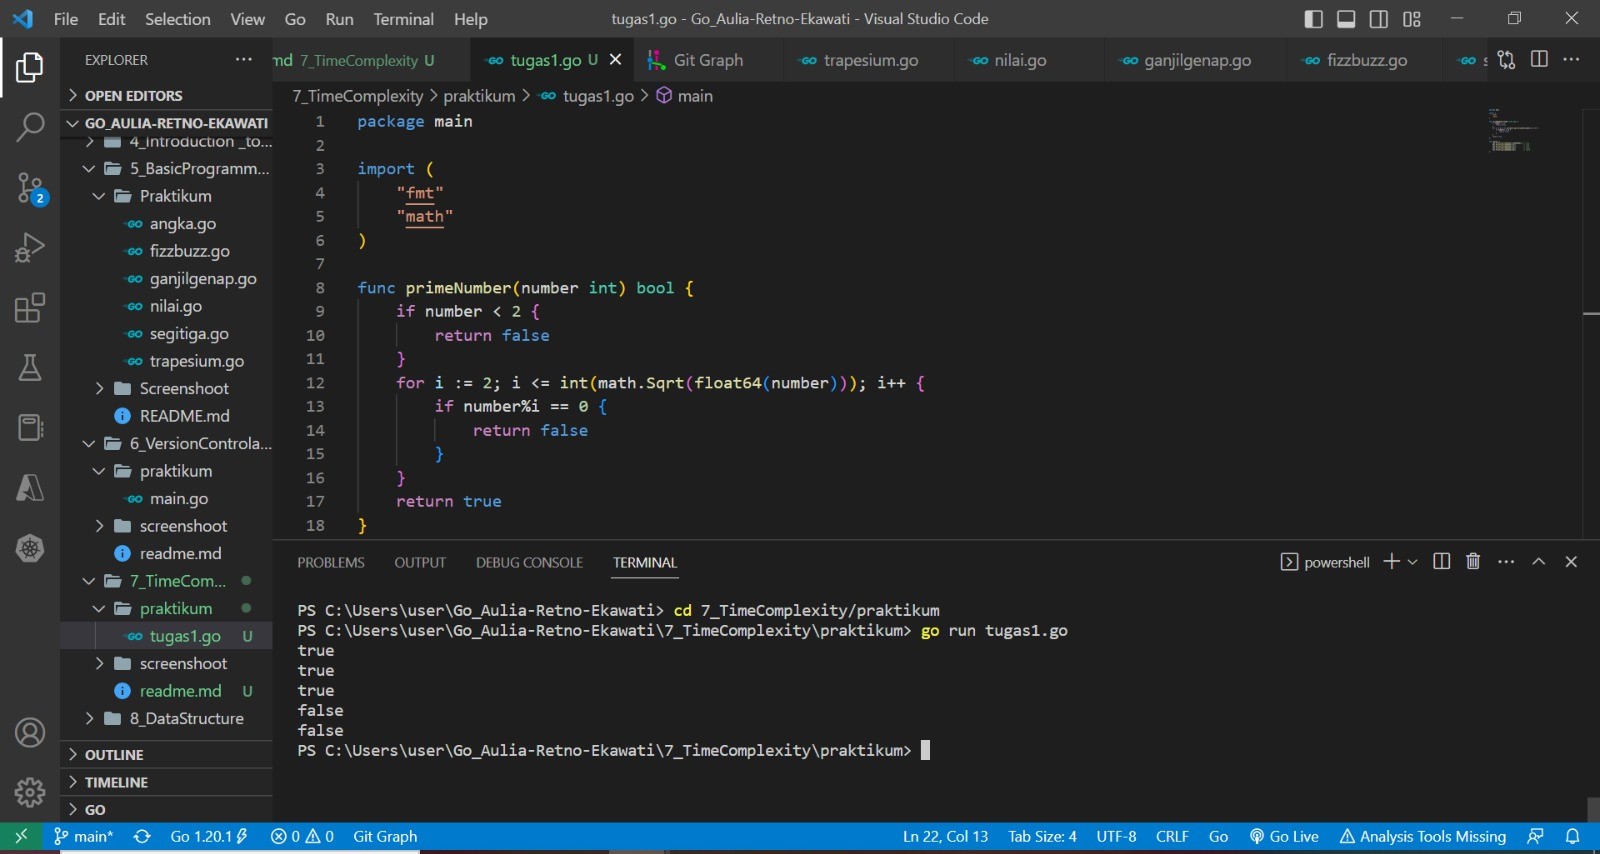 File Edit Selection View Go Run Terminal Help
tugas1.go - Go_Aulia-Retno-Ekawati - Visual Studio Code
EXPLORER
md 7_TimeComplexity U
tugas1.go U
Git Graph
trapesium.go
nilai.go
ganjilgenap.go
fizzbuzz.go
OPEN EDITORS
GO_AULIA-RETNO-EKAWATI
4_Introduction _to...
5_BasicProgramm...
Praktikum
angka.go
fizzbuzz.go
ganjilgenap.go
nilai.go
segitiga.go
trapesium.go
Screenshoot
README.md
6_VersionControla...
praktikum
main.go
screenshoot
readme.md
7_TimeCom...
praktikum
tugas1.go U
screenshoot
readme.md U
8_DataStructure
OUTLINE
TIMELINE
GO
2
7_TimeComplexity > praktikum > tugas1.go > main
1 package main
2
3 import (
4 "fmt"
5 "math"
6 )
7
8 func primeNumber(number int) bool {
9 if number < 2 {
10 return false
11 }
12 for i := 2; i <= int(math.Sqrt(float64(number))); i++ {
13 if number%i == 0 {
14 return false
15 }
16 }
17 return true
18 }
PROBLEMS OUTPUT DEBUG CONSOLE TERMINAL
powershell
PS C:\Users\user\Go_Aulia-Retno-Ekawati> cd 7_TimeComplexity/praktikum
PS C:\Users\user\Go_Aulia-Retno-Ekawati\7_TimeComplexity\praktikum> go run tugas1.go
true
true
true
false
false
PS C:\Users\user\Go_Aulia-Retno-Ekawati\7_TimeComplexity\praktikum>
main* Go 1.20.1 0 0 Git Graph
Ln 22, Col 13 Tab Size: 4 UTF-8 CRLF Go Go Live Analysis Tools Missing